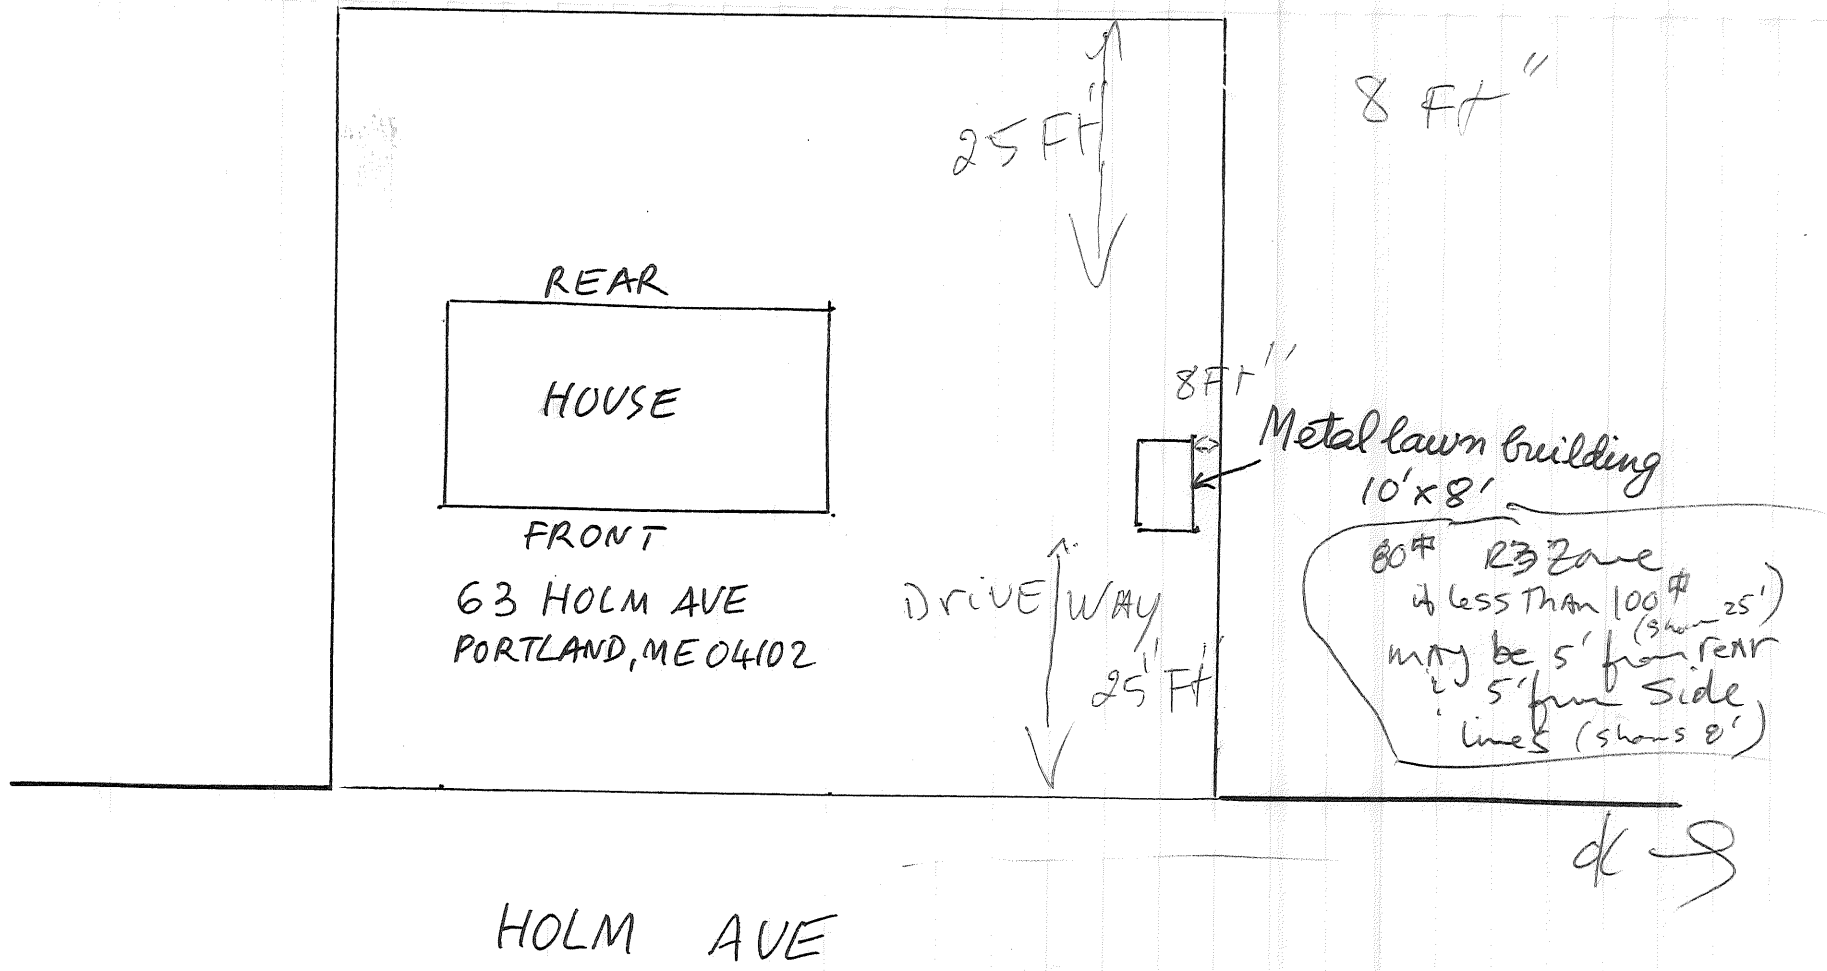 25 Ft"
8 Ft"
REAR
HOUSE
8Ft"
Metal lawn building
10' x 8'
FRONT
63 HOLM AVE
PORTLAND, ME 04102
DriVE WAY
25 Ft"
80# R3 Zone
if less Than 100#
(shows 25')
may be 5' from rear
5' from Side
lines (shows 8')
ok
HOLM AVE